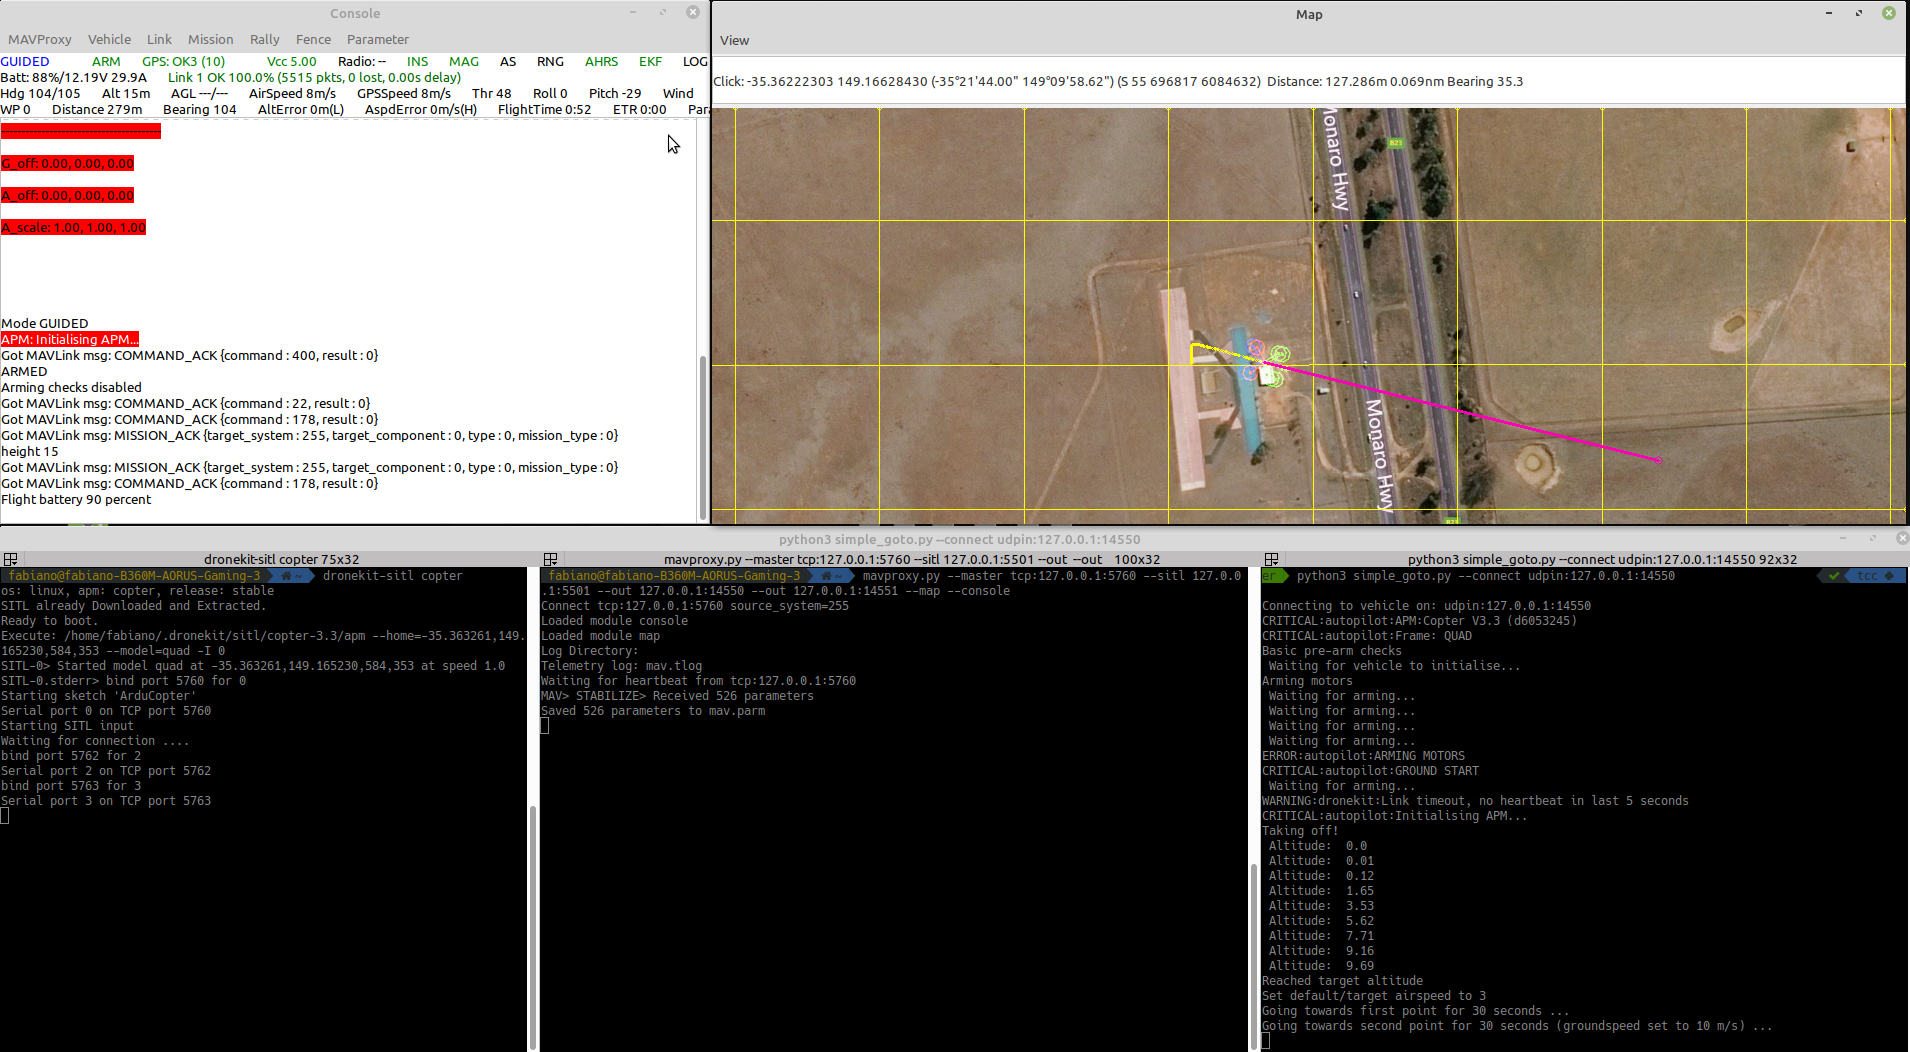 Console
MAVProxy Vehicle Link Mission Rally Fence Parameter
GUIDED ARM GPS: OK3 (10) Vcc 5.00 Radio: -- INS MAG AS RNG AHRS EKF LOG
Batt: 88%/12.19V 29.9A Link 1 OK 100.0% (5515 pkts, 0 lost, 0.00s delay)
Hdg 104/105 Alt 15m AGL ---/--- AirSpeed 8m/s GPSSpeed 8m/s Thr 48 Roll 0 Pitch -29 Wind
WP 0 Distance 279m Bearing 104 AltError 0m(L) AspdError 0m/s(H) FlightTime 0:52 ETR 0:00 Para
G_off: 0.00, 0.00, 0.00
A_off: 0.00, 0.00, 0.00
A_scale: 1.00, 1.00, 1.00
Mode GUIDED
APM: Initialising APM...
Got MAVLink msg: COMMAND_ACK {command : 400, result : 0}
ARMED
Arming checks disabled
Got MAVLink msg: COMMAND_ACK {command : 22, result : 0}
Got MAVLink msg: COMMAND_ACK {command : 178, result : 0}
Got MAVLink msg: MISSION_ACK {target_system : 255, target_component : 0, type : 0, mission_type : 0}
height 15
Got MAVLink msg: MISSION_ACK {target_system : 255, target_component : 0, type : 0, mission_type : 0}
Got MAVLink msg: COMMAND_ACK {command : 178, result : 0}
Flight battery 90 percent
Map
View
Click: -35.36222303 149.16628430 (-35°21'44.00" 149°09'58.62") (S 55 696817 6084632) Distance: 127.286m 0.069nm Bearing 35.3
Monaro Hwy
B23
Monaro Hwy
B23
python3 simple_goto.py --connect udpin:127.0.0.1:14550
dronekit-sitl copter 75x32
fabiano@fabiano-B360M-AORUS-Gaming-3 ~ dronekit-sitl copter
os: linux, apm: copter, release: stable
SITL already Downloaded and Extracted.
Ready to boot.
Execute: /home/fabiano/.dronekit/sitl/copter-3.3/apm --home=-35.363261,149.
165230,584,353 --model=quad -I 0
SITL-0> Started model quad at -35.363261,149.165230,584,353 at speed 1.0
SITL-0.stderr> bind port 5760 for 0
Starting sketch 'ArduCopter'
Serial port 0 on TCP port 5760
Starting SITL input
Waiting for connection ....
bind port 5762 for 2
Serial port 2 on TCP port 5762
bind port 5763 for 3
Serial port 3 on TCP port 5763
mavproxy.py --master tcp:127.0.0.1:5760 --sitl 127.0.0.1:5501 --out --out 100x32
fabiano@fabiano-B360M-AORUS-Gaming-3 ~ mavproxy.py --master tcp:127.0.0.1:5760 --sitl 127.0.0
.1:5501 --out 127.0.0.1:14550 --out 127.0.0.1:14551 --map --console
Connect tcp:127.0.0.1:5760 source_system=255
Loaded module console
Loaded module map
Log Directory:
Telemetry log: mav.tlog
Waiting for heartbeat from tcp:127.0.0.1:5760
MAV> STABILIZE> Received 526 parameters
Saved 526 parameters to mav.parm
python3 simple_goto.py --connect udpin:127.0.0.1:14550 92x32
er python3 simple_goto.py --connect udpin:127.0.0.1:14550 ✔ tcc
Connecting to vehicle on: udpin:127.0.0.1:14550
CRITICAL:autopilot:APM:Copter V3.3 (d6053245)
CRITICAL:autopilot:Frame: QUAD
Basic pre-arm checks
Waiting for vehicle to initialise...
Arming motors
Waiting for arming...
Waiting for arming...
Waiting for arming...
Waiting for arming...
ERROR:autopilot:ARMING MOTORS
CRITICAL:autopilot:GROUND START
Waiting for arming...
WARNING:dronekit:Link timeout, no heartbeat in last 5 seconds
CRITICAL:autopilot:Initialising APM...
Taking off!
Altitude: 0.0
Altitude: 0.01
Altitude: 0.12
Altitude: 1.65
Altitude: 3.53
Altitude: 5.62
Altitude: 7.71
Altitude: 9.16
Altitude: 9.69
Reached target altitude
Set default/target airspeed to 3
Going towards first point for 30 seconds ...
Going towards second point for 30 seconds (groundspeed set to 10 m/s) ...